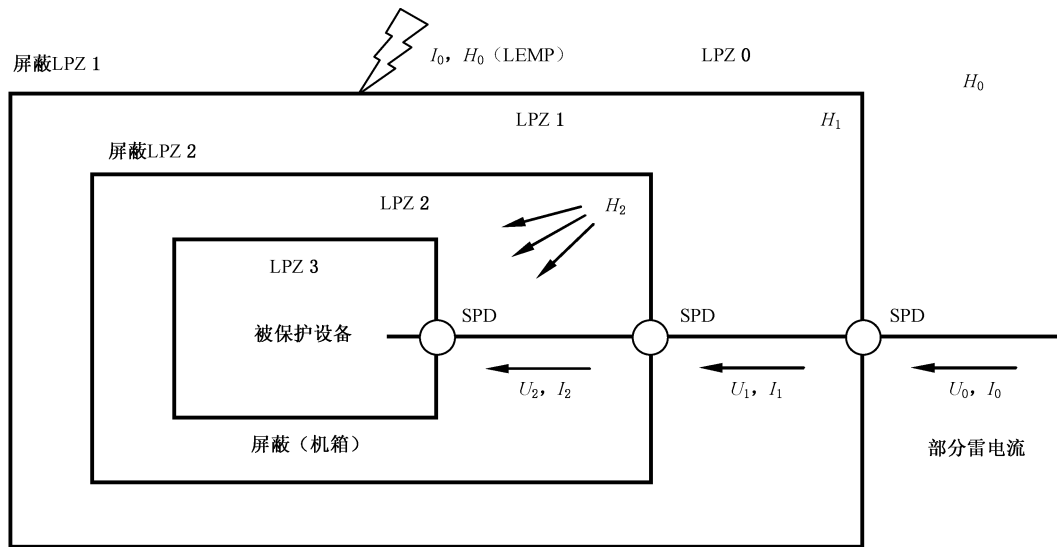 屏蔽LPZ 1
I₀，H₀（LEMP）
LPZ 0
H₀
LPZ 1
H₁
屏蔽LPZ 2
LPZ 2
H₂
LPZ 3
被保护设备
SPD
SPD
SPD
U₂，I₂
U₁，I₁
U₀，I₀
屏蔽（机箱）
部分雷电流